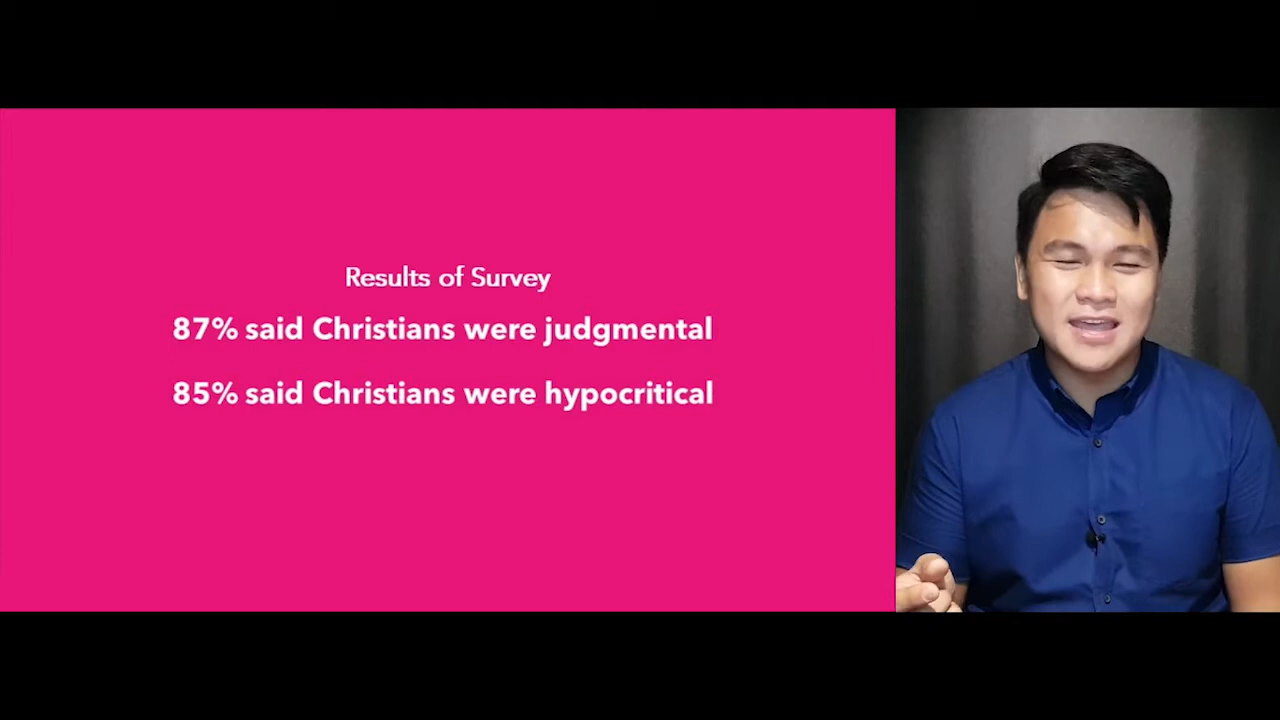 Results of Survey
87% said Christians were judgmental
85% said Christians were hypocritical